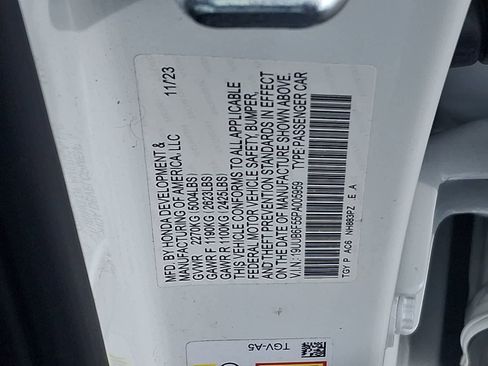 MFD BY HONDA DEVELOPMENT & 11/23
MANUFACTURING OF AMERICA, LLC
GVWR 2270KG (5004LBS)
GAWR F 1190KG (2623LBS)
GAWR R 1100KG (2425LBS)
THIS VEHICLE CONFORMS TO ALL APPLICABLE
FEDERAL MOTOR VEHICLE SAFETY, BUMPER,
AND THEFT PREVENTION STANDARDS IN EFFECT
ON THE DATE OF MANUFACTURE SHOWN ABOVE.
V.I.N.: 19UUB6F55PA005959 TYPE:PASSENGER CAR
TGY P AC6 NH883PZ E A
TGV-A5